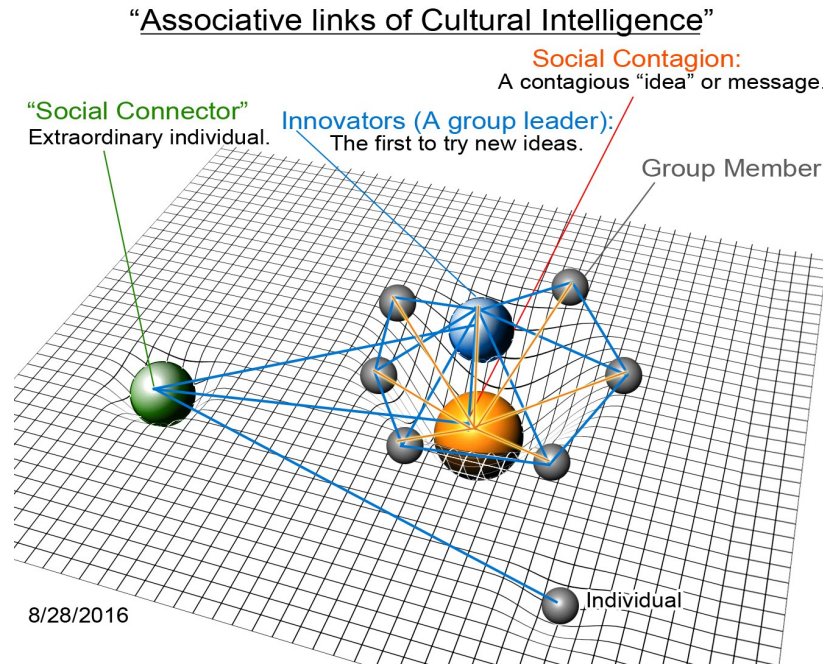 “Associative links of Cultural Intelligence”
Social Contagion:
A contagious “idea” or message.
“Social Connector”
Extraordinary individual.
Innovators (A group leader):
The first to try new ideas.
Group Member
Individual
8/28/2016